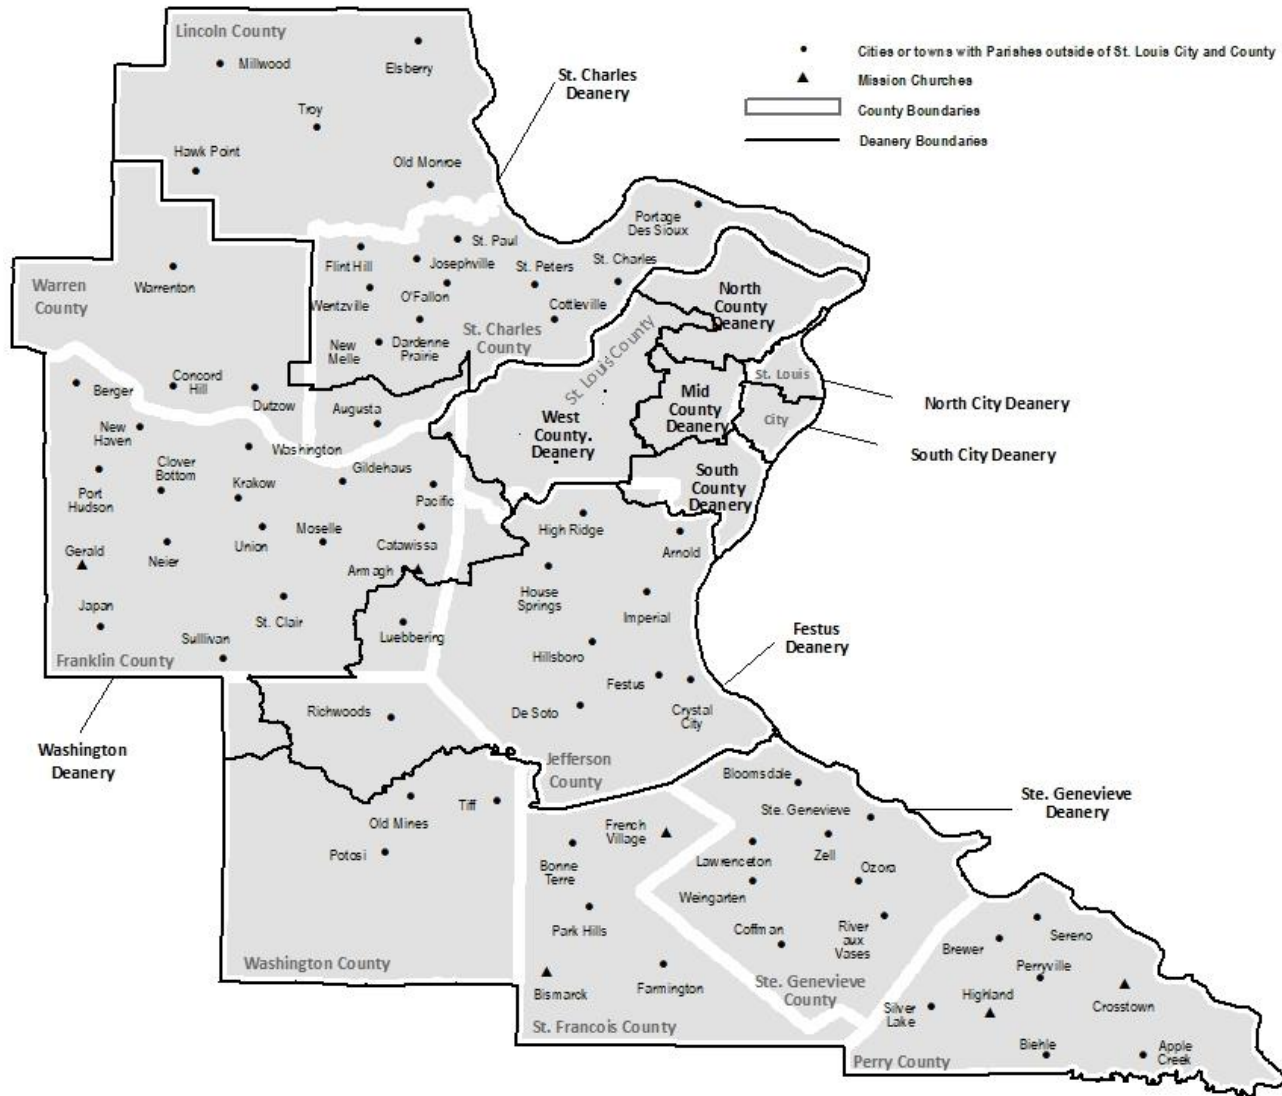 Lincoln County
Millwood
Elsberry
Troy
Hawk Point
Old Monroe
St. Charles
Deanery
Cities or towns with Parishes outside of St. Louis City and County
Mission Churches
County Boundaries
Deanery Boundaries
Portage
Des Sioux
St. Paul
Flint Hill
Josephville
St. Peters
St. Charles
Wentzville
O'Fallon
Cottleville
New
Melle
Dardenne
Prairie
St. Charles
County
Warren
County
Warrenton
North
County
Deanery
St. Louis County
St. Louis
City
Mid
County
Deanery
West
County.
Deanery
South
County
Deanery
North City Deanery
South City Deanery
Berger
Concord
Hill
Dutzow
Augusta
New
Haven
Washington
Clover
Bottom
Gildehaus
Port
Hudson
Krakow
Pacific
Gerald
Neier
Union
Moselle
Catawissa
Armagh
Japan
St. Clair
Sullivan
Luebbering
Franklin County
High Ridge
Arnold
House
Springs
Imperial
Hillsboro
Festus
De Soto
Crystal
City
Festus
Deanery
Richwoods
Jefferson
County
Washington
Deanery
Old Mines
Tiff
Potosi
Washington County
Bloomsdale
Ste. Genevieve
Ste. Genevieve
Deanery
French
Village
Bonne
Terre
Lawrenceton
Zell
Weingarten
Ozora
Park Hills
Coffman
River
aux
Vases
Bismarck
Farmington
Ste. Genevieve
County
St. Francois County
Brewer
Sereno
Perryville
Silver
Lake
Highland
Crosstown
Biehle
Apple
Creek
Perry County